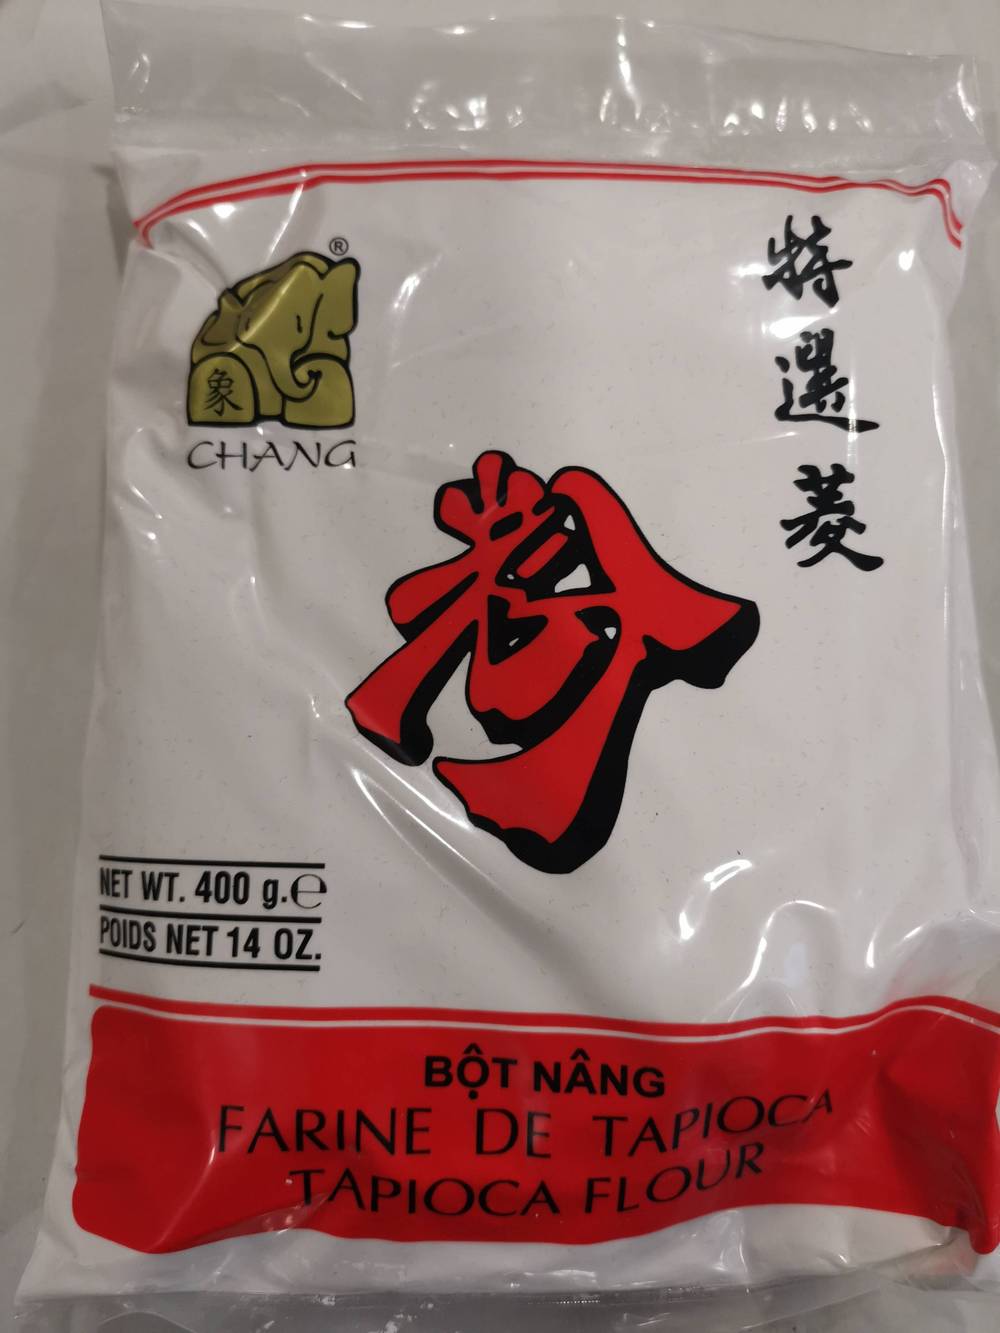 ®
象
CHANG
特選菱
粉
NET WT. 400 g.℮
POIDS NET 14 OZ.
BỘT NÂNG
FARINE DE TAPIOCA
TAPIOCA FLOUR